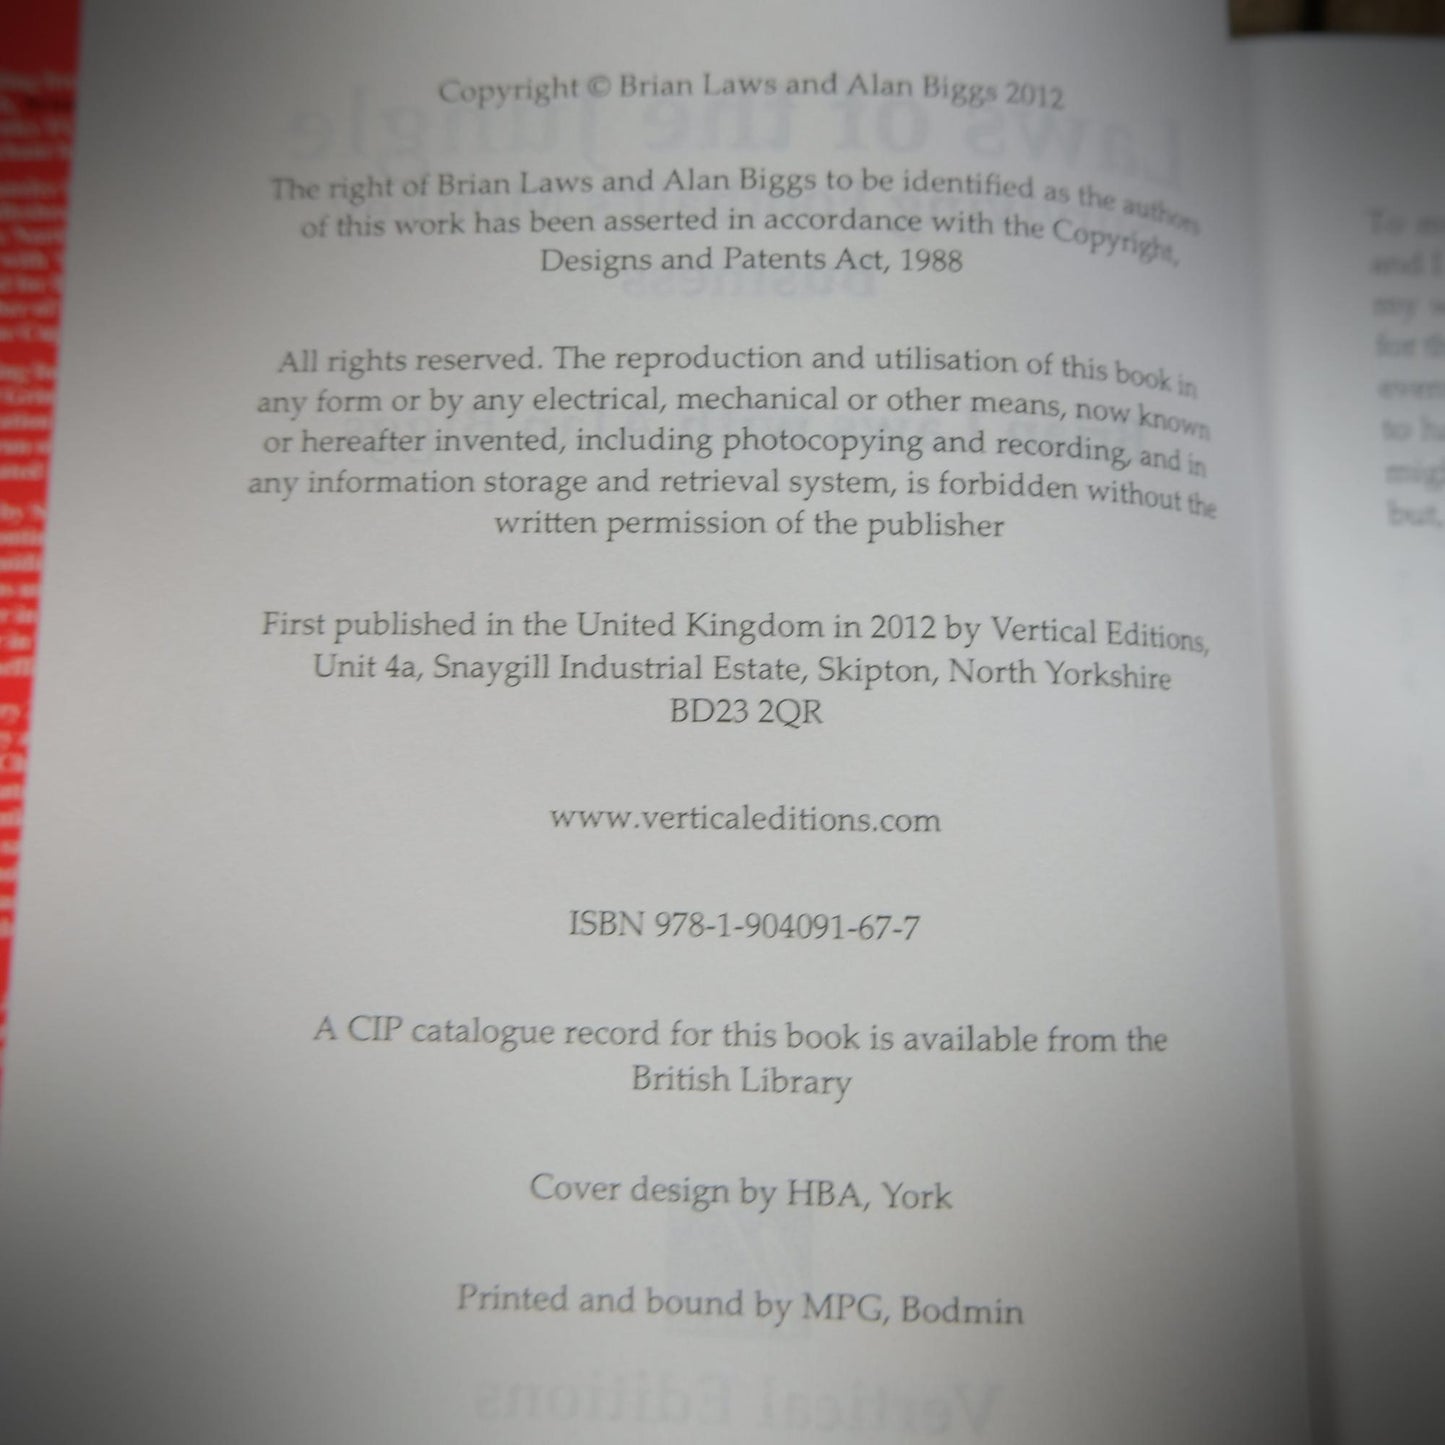 Copyright © Brian Laws and Alan Biggs 2012
The right of Brian Laws and Alan Biggs to be identified as the authors
of this work has been asserted in accordance with the Copyright,
Designs and Patents Act, 1988
All rights reserved. The reproduction and utilisation of this book in
any form or by any electrical, mechanical or other means, now known
or hereafter invented, including photocopying and recording, and in
any information storage and retrieval system, is forbidden without the
written permission of the publisher
First published in the United Kingdom in 2012 by Vertical Editions,
Unit 4a, Snaygill Industrial Estate, Skipton, North Yorkshire
BD23 2QR
www.verticaleditions.com
ISBN 978-1-904091-67-7
A CIP catalogue record for this book is available from the
British Library
Cover design by HBA, York
Printed and bound by MPG, Bodmin
To
and I
my
for
to
but,